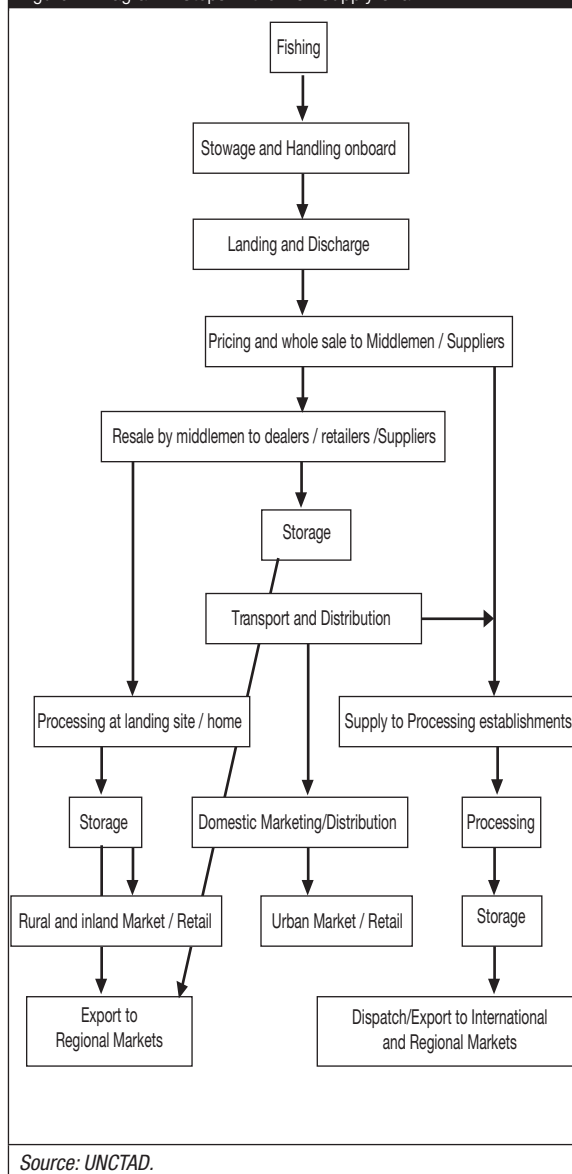 Fishing
Stowage and Handling onboard
Landing and Discharge
Pricing and whole sale to Middlemen / Suppliers
Resale by middlemen to dealers / retailers /Suppliers
Storage
Transport and Distribution
Processing at landing site / home
Supply to Processing establishments
Storage
Domestic Marketing/Distribution
Processing
Rural and inland Market / Retail
Urban Market / Retail
Storage
Export to
Regional Markets
Dispatch/Export to International
and Regional Markets
Source: UNCTAD.